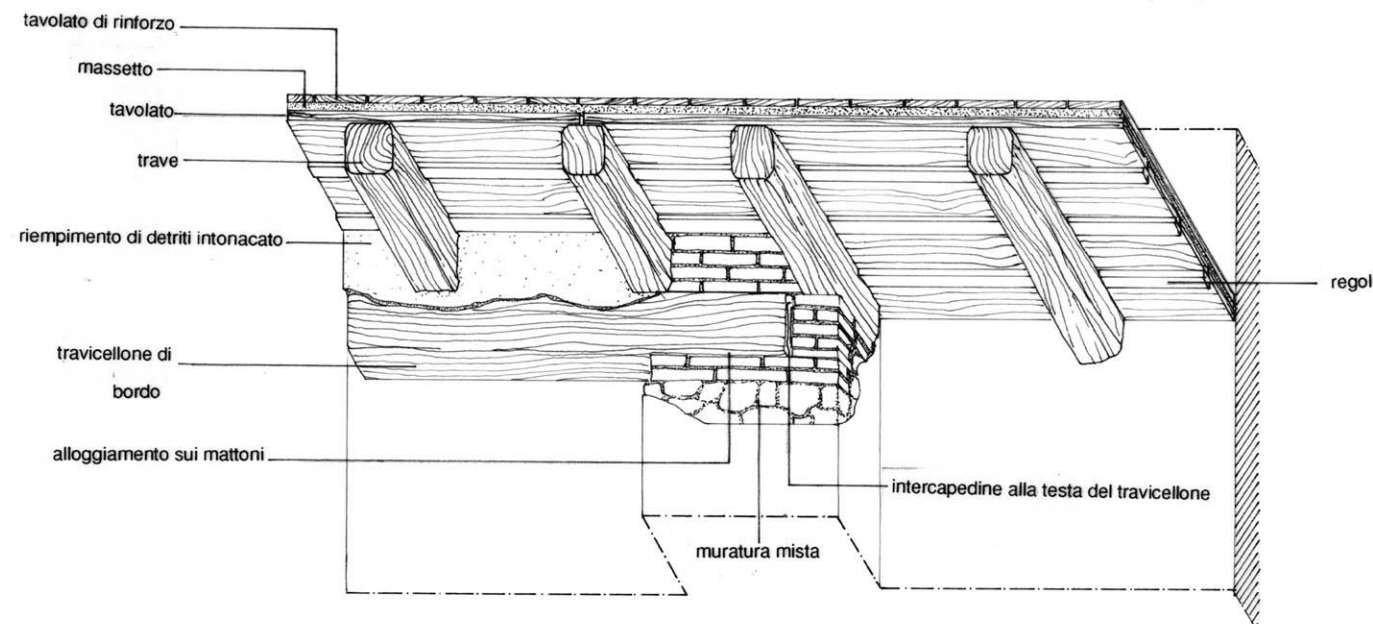 tavolato di rinforzo
massetto
tavolato
trave
riempimento di detriti intonacato
regoli
travicellone di
bordo
alloggiamento sui mattoni
intercapedine alla testa del travicellone
muratura mista